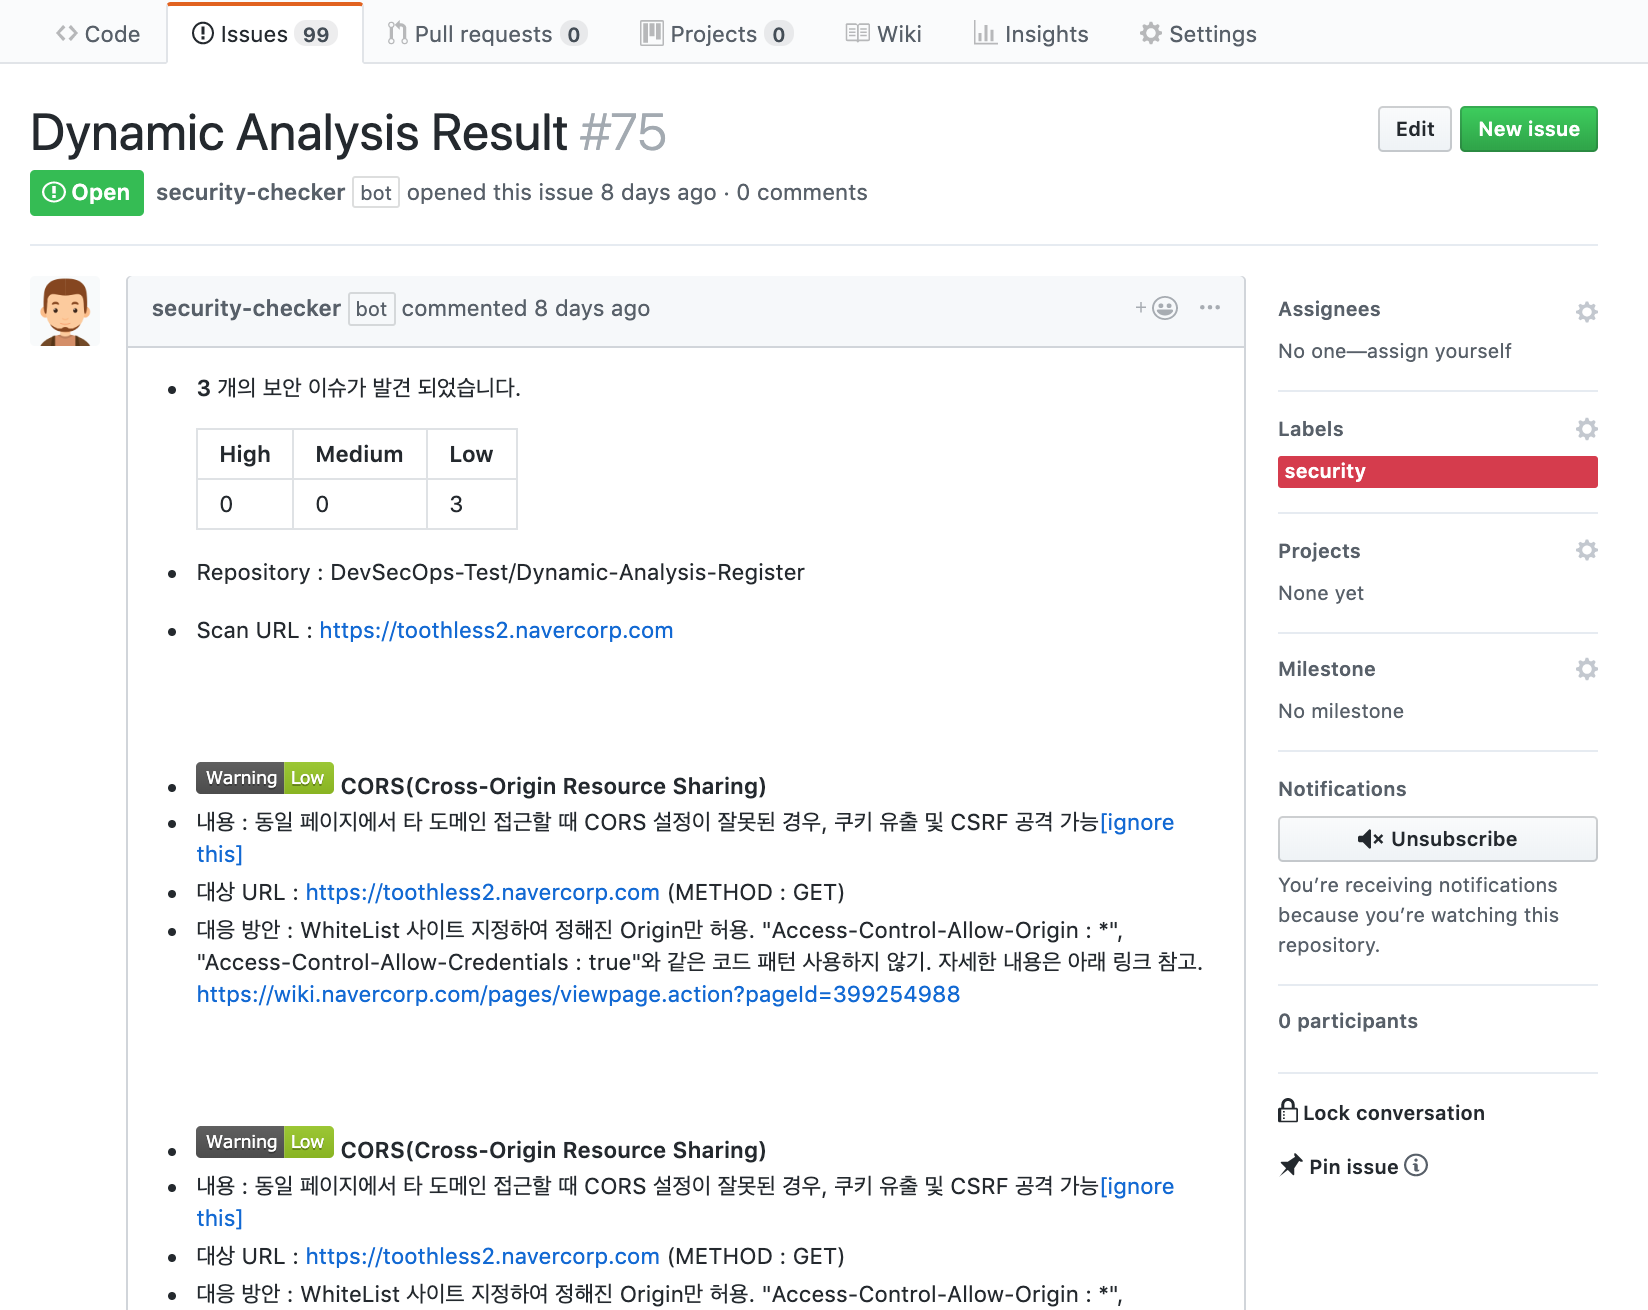 Code Issues 99 Pull requests 0 Projects 0 Wiki Insights Settings
Dynamic Analysis Result #75
Edit New issue
Open security-checker bot opened this issue 8 days ago · 0 comments
security-checker bot commented 8 days ago
3 개의 보안 이슈가 발견 되었습니다.
High Medium Low
0 0 3
Repository : DevSecOps-Test/Dynamic-Analysis-Register
Scan URL : https://toothless2.navercorp.com
Warning Low CORS(Cross-Origin Resource Sharing)
내용 : 동일 페이지에서 타 도메인 접근할 때 CORS 설정이 잘못된 경우, 쿠키 유출 및 CSRF 공격 가능[ignore
this]
대상 URL : https://toothless2.navercorp.com (METHOD : GET)
대응 방안 : WhiteList 사이트 지정하여 정해진 Origin만 허용. "Access-Control-Allow-Origin : *",
"Access-Control-Allow-Credentials : true"와 같은 코드 패턴 사용하지 않기. 자세한 내용은 아래 링크 참고.
https://wiki.navercorp.com/pages/viewpage.action?pageId=399254988
Warning Low CORS(Cross-Origin Resource Sharing)
내용 : 동일 페이지에서 타 도메인 접근할 때 CORS 설정이 잘못된 경우, 쿠키 유출 및 CSRF 공격 가능[ignore
this]
대상 URL : https://toothless2.navercorp.com (METHOD : GET)
대응 방안 : WhiteList 사이트 지정하여 정해진 Origin만 허용. "Access-Control-Allow-Origin : *",
Assignees
No one—assign yourself
Labels
security
Projects
None yet
Milestone
No milestone
Notifications
Unsubscribe
You’re receiving notifications
because you’re watching this
repository.
0 participants
Lock conversation
Pin issue